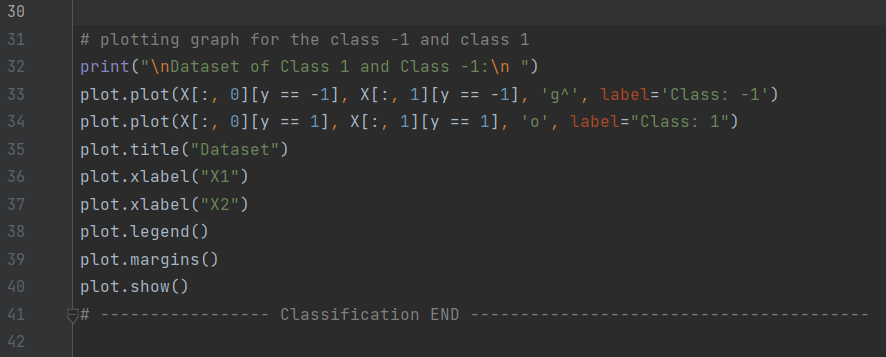 30
31 # plotting graph for the class -1 and class 1
32 print("\nDataset of Class 1 and Class -1:\n ")
33 plot.plot(X[:, 0][y == -1], X[:, 1][y == -1], 'g^', label='Class: -1')
34 plot.plot(X[:, 0][y == 1], X[:, 1][y == 1], 'o', label="Class: 1")
35 plot.title("Dataset")
36 plot.xlabel("X1")
37 plot.xlabel("X2")
38 plot.legend()
39 plot.margins()
40 plot.show()
41 # ----------------- Classification END ----------------------------------------
42